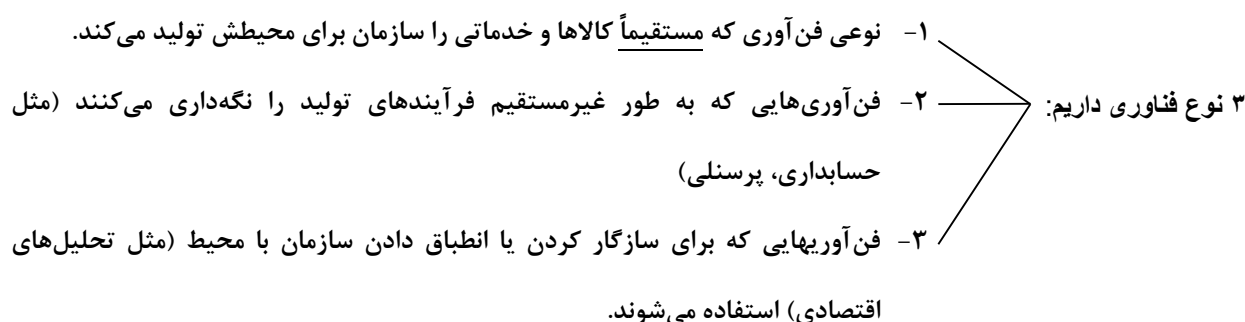 ۱- نوعی فن‌آوری که مستقیماً کالاها و خدماتی را سازمان برای محیطش تولید می‌کند.
۳ نوع فناوری داریم:
۲- فن‌آوری‌هایی که به طور غیرمستقیم فرآیندهای تولید را نگه‌داری می‌کنند (مثل
حسابداری، پرسنلی)
۳- فن‌آوریهایی که برای سازگار کردن یا انطباق دادن سازمان با محیط (مثل تحلیل‌های
اقتصادی) استفاده می‌شوند.